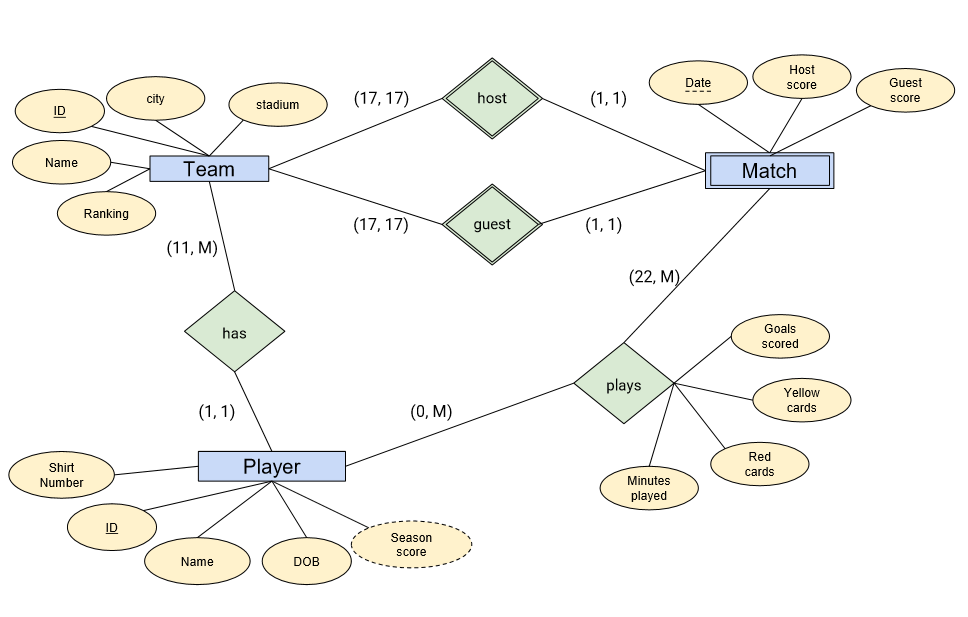 Date
Host
score
Guest
score
ID
city
stadium
(17, 17)
host
(1, 1)
Name
Team
Match
Ranking
(17, 17)
guest
(1, 1)
(11, M)
(22, M)
has
Goals
scored
plays
Yellow
cards
(1, 1)
(0, M)
Shirt
Number
Player
Red
cards
Minutes
played
ID
Name
DOB
Season
score